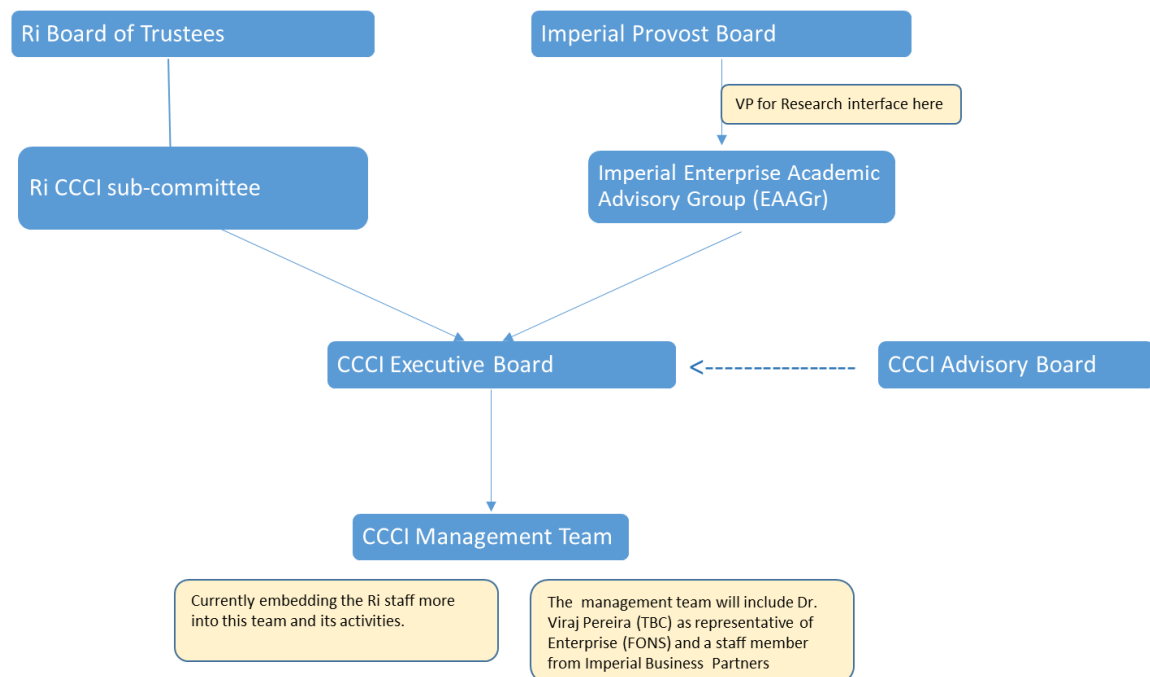 Ri Board of Trustees
Imperial Provost Board
VP for Research interface here
Ri CCCI sub-committee
Imperial Enterprise Academic
Advisory Group (EAAGr)
CCCI Executive Board
CCCI Advisory Board
CCCI Management Team
Currently embedding the Ri staff more
into this team and its activities.
The management team will include Dr.
Viraj Pereira (TBC) as representative of
Enterprise (FONS) and a staff member
from Imperial Business Partners